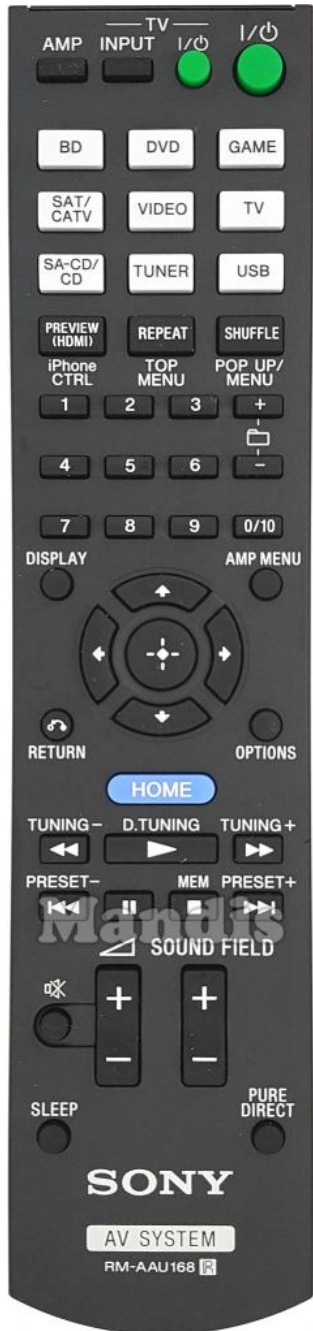 TV
AMP INPUT I/⏻ I/⏻
BD DVD GAME
SAT/
CATV VIDEO TV
SA-CD/
CD TUNER USB
PREVIEW
(HDMI) REPEAT SHUFFLE
iPhone
CTRL TOP
MENU POP UP/
MENU
1 2 3 +
4 5 6 –
7 8 9 0/10
DISPLAY AMP MENU
RETURN OPTIONS
HOME
TUNING– D.TUNING TUNING+
PRESET– MEM PRESET+
Mandis
SOUND FIELD
+ +
– –
SLEEP PURE
DIRECT
SONY
AV SYSTEM
RM-AAU168 R